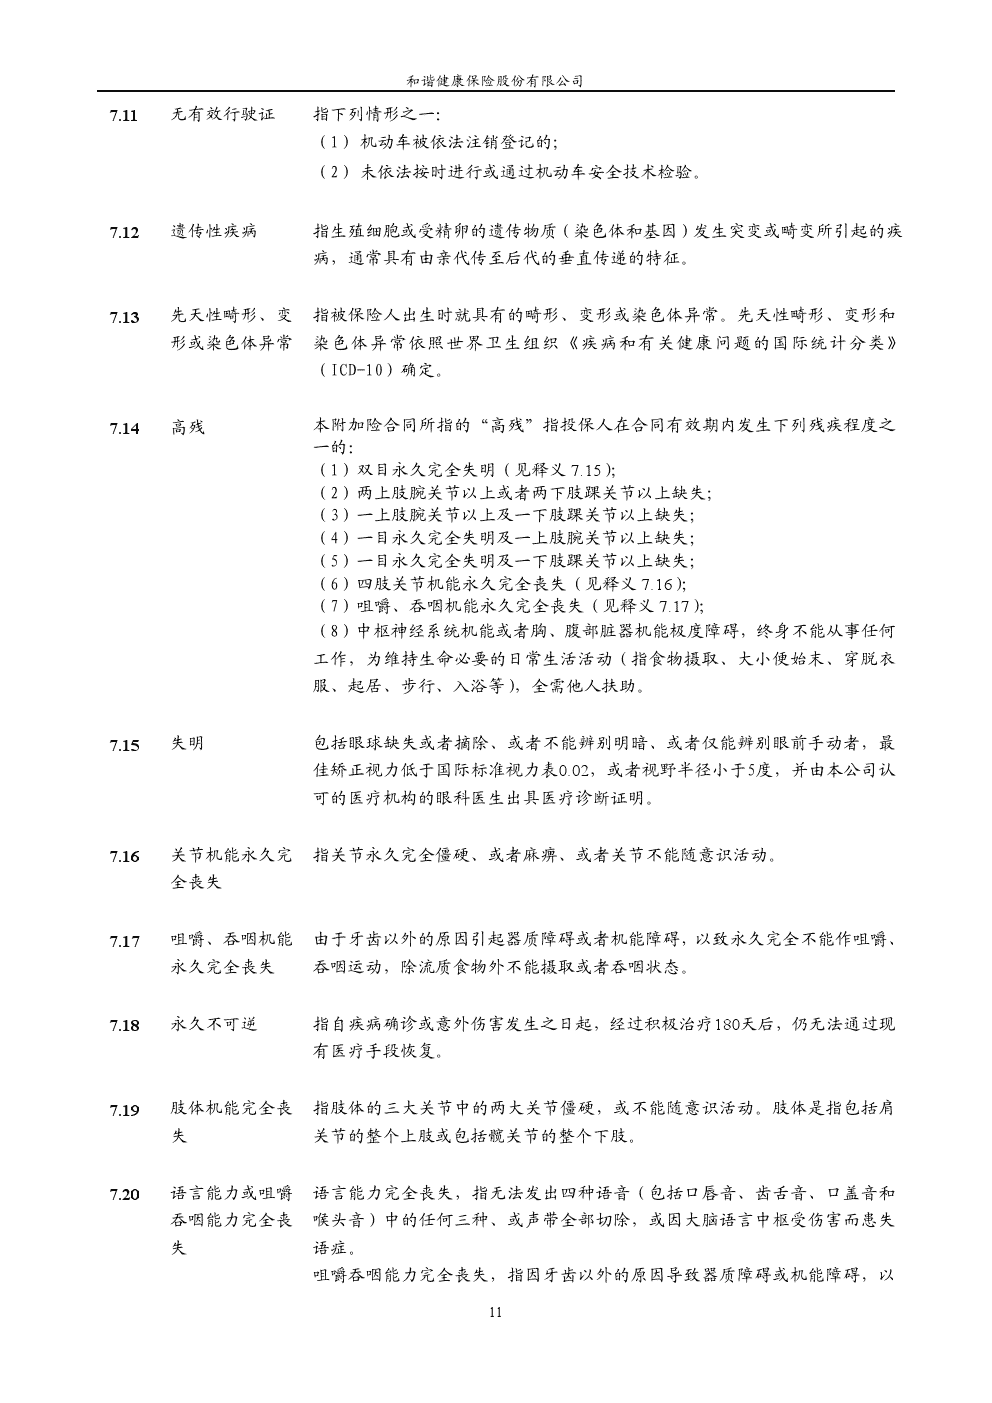 和谐健康保险股份有限公司
7.11 无有效行驶证 指下列情形之一：
（1） 机动车被依法注销登记的；
（2） 未依法按时进行或通过机动车安全技术检验。
7.12 遗传性疾病 指生殖细胞或受精卵的遗传物质（染色体和基因）发生突变或畸变所引起的疾
病，通常具有由亲代传至后代的垂直传递的特征。
7.13 先天性畸形、变 指被保险人出生时就具有的畸形、变形或染色体异常。先天性畸形、变形和
形或染色体异常 染色体异常依照世界卫生组织《疾病和有关健康问题的国际统计分类》
（ICD-10）确定。
7.14 高残 本附加险合同所指的“高残”指投保人在合同有效期内发生下列残疾程度之
一的：
（1）双目永久完全失明（见释义 7.15）；
（2）两上肢腕关节以上或者两下肢踝关节以上缺失；
（3）一上肢腕关节以上及一下肢踝关节以上缺失；
（4）一目永久完全失明及一上肢腕关节以上缺失；
（5）一目永久完全失明及一下肢踝关节以上缺失；
（6）四肢关节机能永久完全丧失（见释义 7.16）；
（7）咀嚼、吞咽机能永久完全丧失（见释义 7.17）；
（8）中枢神经系统机能或者胸、腹部脏器机能极度障碍，终身不能从事任何
工作，为维持生命必要的日常生活活动（指食物摄取、大小便始末、穿脱衣
服、起居、步行、入浴等），全需他人扶助。
7.15 失明 包括眼球缺失或者摘除、或者不能辨别明暗、或者仅能辨别眼前手动者，最
佳矫正视力低于国际标准视力表0.02，或者视野半径小于5度，并由本公司认
可的医疗机构的眼科医生出具医疗诊断证明。
7.16 关节机能永久完 指关节永久完全僵硬、或者麻痹、或者关节不能随意识活动。
全丧失
7.17 咀嚼、吞咽机能 由于牙齿以外的原因引起器质障碍或者机能障碍，以致永久完全不能作咀嚼、
永久完全丧失 吞咽运动，除流质食物外不能摄取或者吞咽状态。
7.18 永久不可逆 指自疾病确诊或意外伤害发生之日起，经过积极治疗180天后，仍无法通过现
有医疗手段恢复。
7.19 肢体机能完全丧 指肢体的三大关节中的两大关节僵硬，或不能随意识活动。肢体是指包括肩
失 关节的整个上肢或包括髋关节的整个下肢。
7.20 语言能力或咀嚼 语言能力完全丧失，指无法发出四种语音（包括口唇音、齿舌音、口盖音和
吞咽能力完全丧 喉头音）中的任何三种、或声带全部切除，或因大脑语言中枢受伤害而患失
失 语症。
咀嚼吞咽能力完全丧失，指因牙齿以外的原因导致器质障碍或机能障碍，以
11